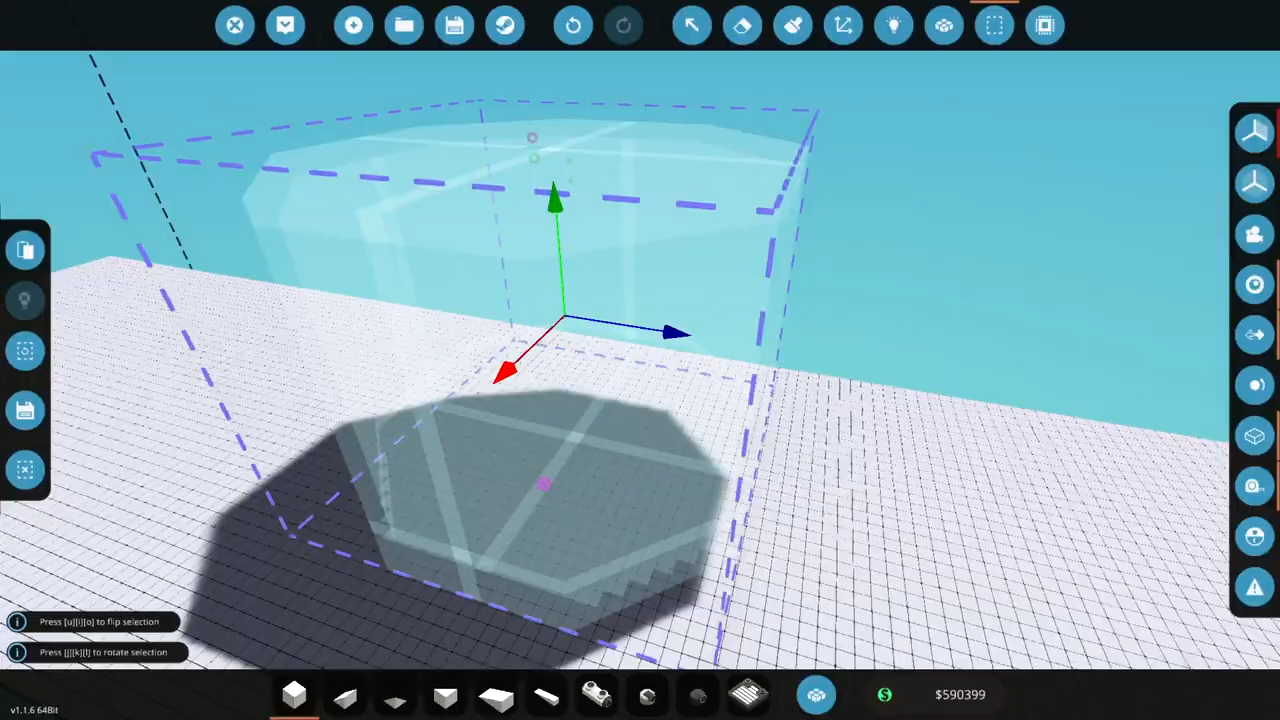 Press [u][i][o] to flip selection
Press [j][k][l] to rotate selection
v1.1.6 64Bit
$
$590399